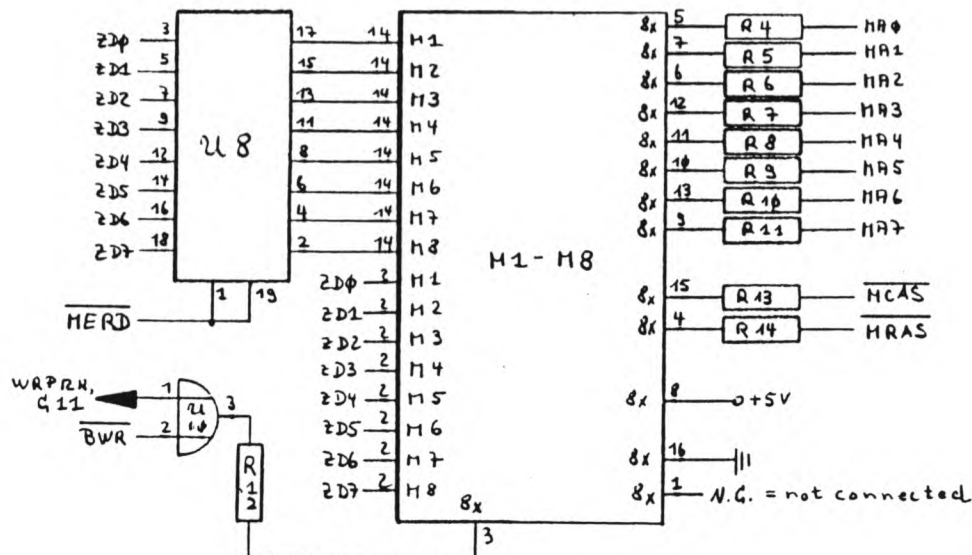 8x 5 R4 MAØ
ZDØ 3 17 14 M1 8x 7 R5 MA1
ZD1 5 15 14 M2 8x 6 R6 MA2
ZD2 7 13 14 M3 8x 12 R7 MA3
ZD3 9 11 14 M4 8x 11 R8 MA4
U8
ZD4 12 8 14 M5 8x 1Ø R9 MA5
ZD5 14 6 14 M6 8x 13 R1Ø MA6
ZD6 16 4 14 M7 8x 9 R11 MA7
ZD7 18 2 14 M8
M1-M8
ZDØ 2 M1
1 19 8x 15 R13 MCAS
MERD ZD1 2 M2
8x 4 R14 MRAS
ZD2 2 M3
ZD3 2 M4
WRPRN,
G11 1 U1Ø 3 ZD4 2 M5 8x 8 +5V
BWR 2 ZD5 2 M6
R12 ZD6 2 M7 8x 16
ZD7 2 M8 8x 1 N.C. = not connected
8x
3